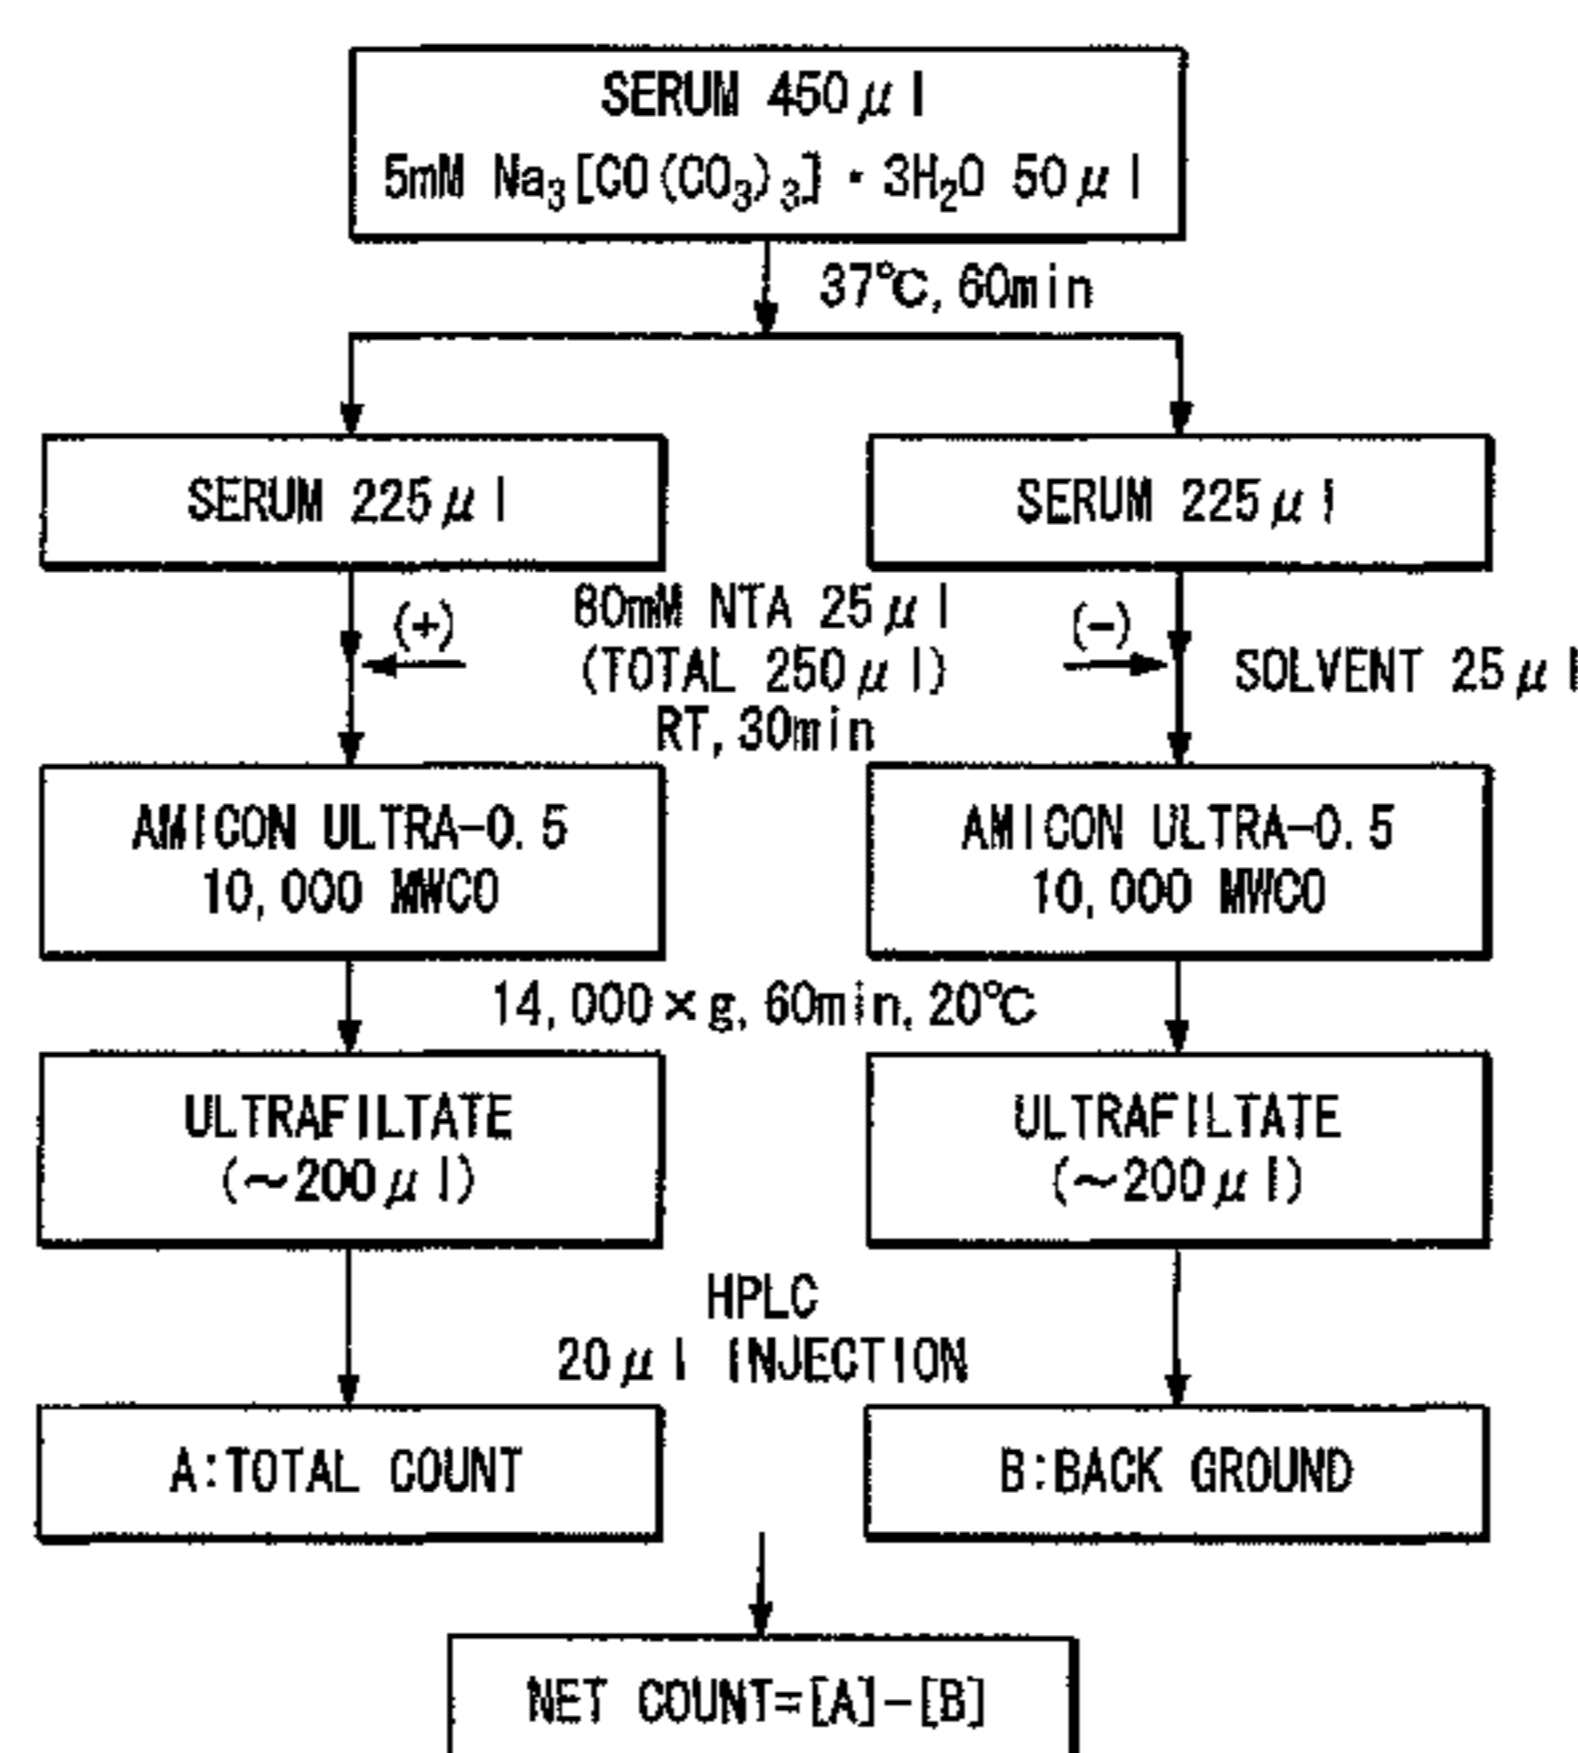 SERUM 450μl
5mM Na₃[CO(CO₃)₃]・3H₂O 50μl
37℃, 60min
SERUM 225μl
SERUM 225μl
(+)
80mM NTA 25μl
(TOTAL 250μl)
RT, 30min
(-)
SOLVENT 25μl
AMICON ULTRA-0.5
10,000 MWCO
AMICON ULTRA-0.5
10,000 MWCO
14,000×g, 60min, 20℃
ULTRAFILTATE
(~200μl)
ULTRAFILTATE
(~200μl)
HPLC
20μl INJECTION
A:TOTAL COUNT
B:BACK GROUND
NET COUNT=[A]-[B]